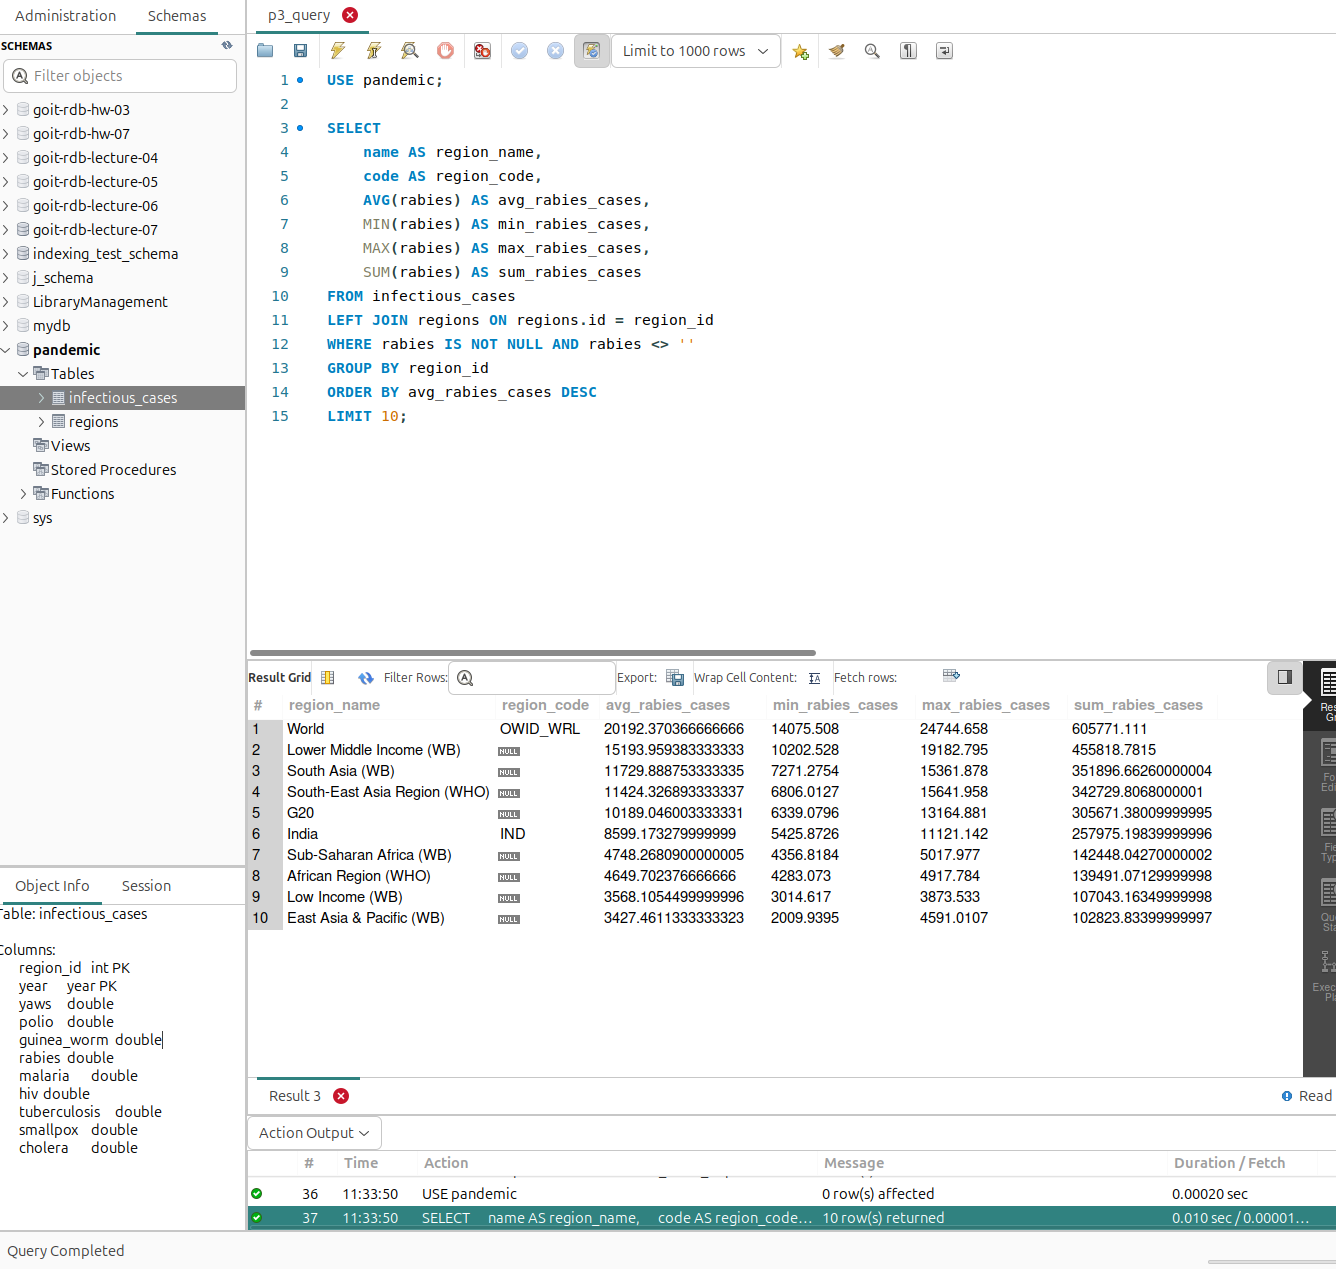 Administration Schemas
SCHEMAS
Filter objects
goit-rdb-hw-03
goit-rdb-hw-07
goit-rdb-lecture-04
goit-rdb-lecture-05
goit-rdb-lecture-06
goit-rdb-lecture-07
indexing_test_schema
j_schema
LibraryManagement
mydb
pandemic
Tables
infectious_cases
regions
Views
Stored Procedures
Functions
sys
Object Info Session
Table: infectious_cases
Columns:
region_id int PK
year year PK
yaws double
polio double
guinea_worm double
rabies double
malaria double
hiv double
tuberculosis double
smallpox double
cholera double
p3_query
Limit to 1000 rows
1 USE pandemic;
2
3 SELECT
4 name AS region_name,
5 code AS region_code,
6 AVG(rabies) AS avg_rabies_cases,
7 MIN(rabies) AS min_rabies_cases,
8 MAX(rabies) AS max_rabies_cases,
9 SUM(rabies) AS sum_rabies_cases
10 FROM infectious_cases
11 LEFT JOIN regions ON regions.id = region_id
12 WHERE rabies IS NOT NULL AND rabies <> ''
13 GROUP BY region_id
14 ORDER BY avg_rabies_cases DESC
15 LIMIT 10;
Result Grid Filter Rows: Export: Wrap Cell Content: Fetch rows:
# region_name region_code avg_rabies_cases min_rabies_cases max_rabies_cases sum_rabies_cases
1 World OWID_WRL 20192.370366666666 14075.508 24744.658 605771.111
2 Lower Middle Income (WB) NULL 15193.959383333333 10202.528 19182.795 455818.7815
3 South Asia (WB) NULL 11729.888753333335 7271.2754 15361.878 351896.66260000004
4 South-East Asia Region (WHO) NULL 11424.326893333337 6806.0127 15641.958 342729.8068000001
5 G20 NULL 10189.046003333331 6339.0796 13164.881 305671.38009999995
6 India IND 8599.173279999999 5425.8726 11121.142 257975.19839999996
7 Sub-Saharan Africa (WB) NULL 4748.2680900000005 4356.8184 5017.977 142448.04270000002
8 African Region (WHO) NULL 4649.702376666666 4283.073 4917.784 139491.07129999998
9 Low Income (WB) NULL 3568.1054499999996 3014.617 3873.533 107043.16349999998
10 East Asia & Pacific (WB) NULL 3427.4611333333323 2009.9395 4591.0107 102823.83399999997
Result 3 Read
Action Output
# Time Action Message Duration / Fetch
36 11:33:50 USE pandemic 0 row(s) affected 0.00020 sec
37 11:33:50 SELECT name AS region_name, code AS region_code... 10 row(s) returned 0.010 sec / 0.00001...
Query Completed